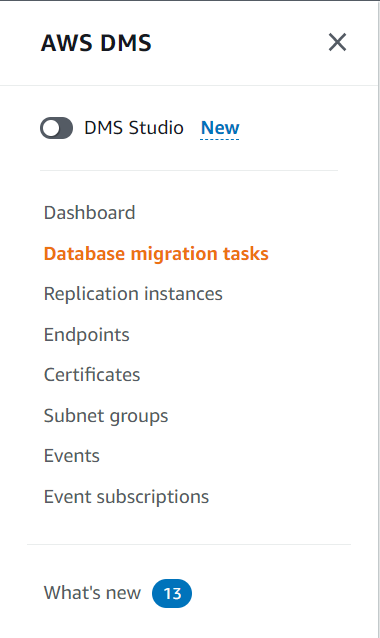 AWS DMS
DMS Studio New
Dashboard
Database migration tasks
Replication instances
Endpoints
Certificates
Subnet groups
Events
Event subscriptions
What's new 13